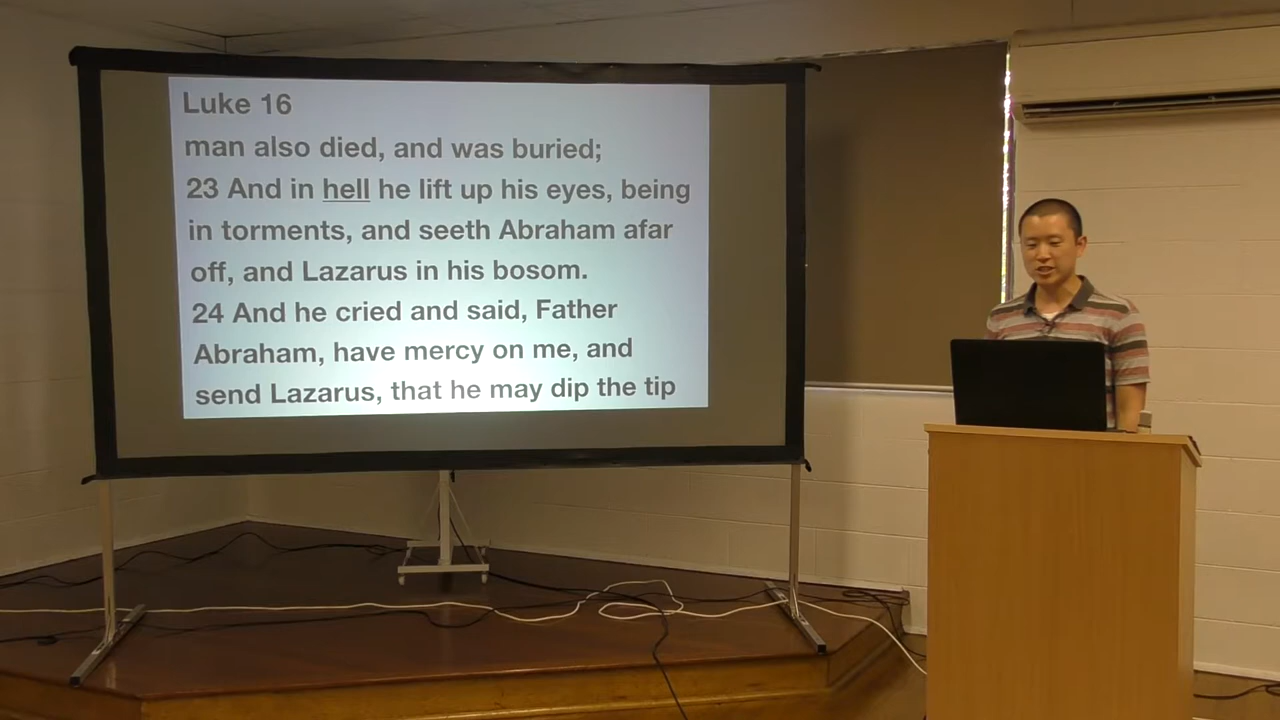 Luke 16
man also died, and was buried;
23 And in hell he lift up his eyes, being
in torments, and seeth Abraham afar
off, and Lazarus in his bosom.
24 And he cried and said, Father
Abraham, have mercy on me, and
send Lazarus, that he may dip the tip